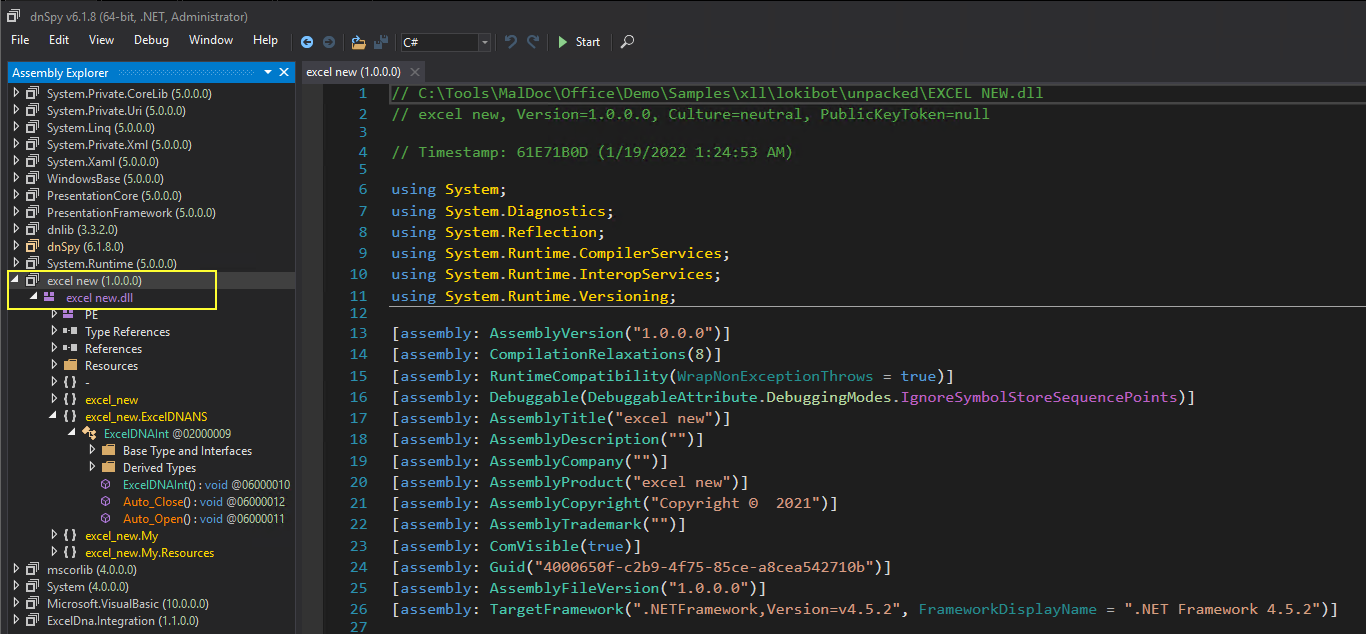 dnSpy v6.1.8 (64-bit, .NET, Administrator)
File Edit View Debug Window Help C# Start
Assembly Explorer
System.Private.CoreLib (5.0.0.0)
System.Private.Uri (5.0.0.0)
System.Linq (5.0.0.0)
System.Private.Xml (5.0.0.0)
System.Xaml (5.0.0.0)
WindowsBase (5.0.0.0)
PresentationCore (5.0.0.0)
PresentationFramework (5.0.0.0)
dnlib (3.3.2.0)
dnSpy (6.1.8.0)
System.Runtime (5.0.0.0)
excel new (1.0.0.0)
excel new.dll
PE
Type References
References
Resources
{ } -
{ } excel_new
{ } excel_new.ExcelDNANS
ExcelDNAInt @02000009
Base Type and Interfaces
Derived Types
ExcelDNAInt() : void @06000010
Auto_Close() : void @06000012
Auto_Open() : void @06000011
{ } excel_new.My
{ } excel_new.My.Resources
mscorlib (4.0.0.0)
System (4.0.0.0)
Microsoft.VisualBasic (10.0.0.0)
ExcelDna.Integration (1.1.0.0)
excel new (1.0.0.0)
1 // C:\Tools\MalDoc\Office\Demo\Samples\xll\lokibot\unpacked\EXCEL NEW.dll
2 // excel new, Version=1.0.0.0, Culture=neutral, PublicKeyToken=null
3
4 // Timestamp: 61E71B0D (1/19/2022 1:24:53 AM)
5
6 using System;
7 using System.Diagnostics;
8 using System.Reflection;
9 using System.Runtime.CompilerServices;
10 using System.Runtime.InteropServices;
11 using System.Runtime.Versioning;
12
13 [assembly: AssemblyVersion("1.0.0.0")]
14 [assembly: CompilationRelaxations(8)]
15 [assembly: RuntimeCompatibility(WrapNonExceptionThrows = true)]
16 [assembly: Debuggable(DebuggableAttribute.DebuggingModes.IgnoreSymbolStoreSequencePoints)]
17 [assembly: AssemblyTitle("excel new")]
18 [assembly: AssemblyDescription("")]
19 [assembly: AssemblyCompany("")]
20 [assembly: AssemblyProduct("excel new")]
21 [assembly: AssemblyCopyright("Copyright ©  2021")]
22 [assembly: AssemblyTrademark("")]
23 [assembly: ComVisible(true)]
24 [assembly: Guid("4000650f-c2b9-4f75-85ce-a8cea542710b")]
25 [assembly: AssemblyFileVersion("1.0.0.0")]
26 [assembly: TargetFramework(".NETFramework,Version=v4.5.2", FrameworkDisplayName = ".NET Framework 4.5.2")]
27